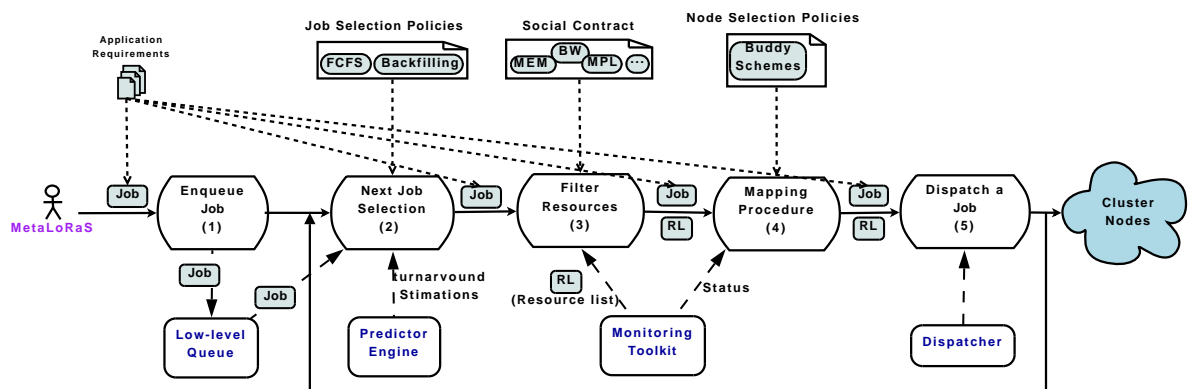 Job Selection Policies
Social Contract
Node Selection Policies
Application
Requirements
FCFS
Backfilling
MEM
BW
MPL
...
Buddy
Schemes
MetaLoRaS
Job
Enqueue
Job
(1)
Next Job
Selection
(2)
Job
Filter
Resources
(3)
Job
RL
Mapping
Procedure
(4)
Job
RL
Dispatch a
Job
(5)
Cluster
Nodes
Job
Job
turnarvound
Stimations
RL
(Resource list)
Status
Low-level
Queue
Predictor
Engine
Monitoring
Toolkit
Dispatcher